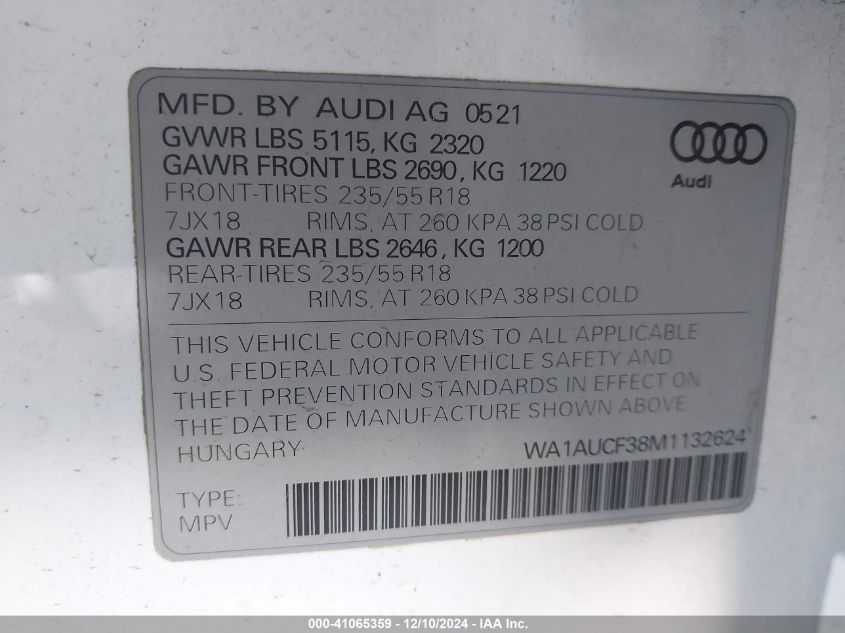 MFD. BY AUDI AG 0521
GVWR LBS 5115, KG 2320
GAWR FRONT LBS 2690, KG 1220
FRONT-TIRES 235/55 R18
7JX18 RIMS, AT 260 KPA 38 PSI COLD
GAWR REAR LBS 2646, KG 1200
REAR-TIRES 235/55 R18
7JX18 RIMS, AT 260 KPA 38 PSI COLD
Audi
THIS VEHICLE CONFORMS TO ALL APPLICABLE
U.S. FEDERAL MOTOR VEHICLE SAFETY AND
THEFT PREVENTION STANDARDS IN EFFECT ON
THE DATE OF MANUFACTURE SHOWN ABOVE
HUNGARY WA1AUCF38M1132624
TYPE:
MPV
000-41065359 - 12/10/2024 - IAA Inc.